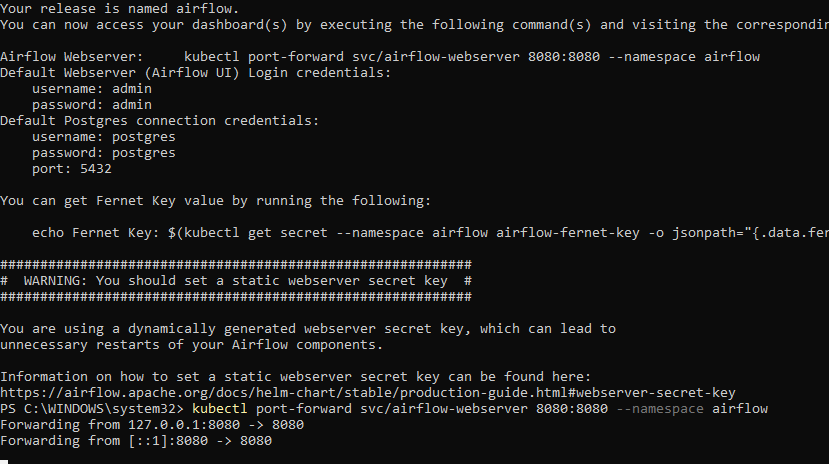 Your release is named airflow.
You can now access your dashboard(s) by executing the following command(s) and visiting the correspondin
Airflow Webserver:     kubectl port-forward svc/airflow-webserver 8080:8080 --namespace airflow
Default Webserver (Airflow UI) Login credentials:
    username: admin
    password: admin
Default Postgres connection credentials:
    username: postgres
    password: postgres
    port: 5432
You can get Fernet Key value by running the following:
    echo Fernet Key: $(kubectl get secret --namespace airflow airflow-fernet-key -o jsonpath="{.data.fer
###########################################################
#  WARNING: You should set a static webserver secret key  #
###########################################################
You are using a dynamically generated webserver secret key, which can lead to
unnecessary restarts of your Airflow components.
Information on how to set a static webserver secret key can be found here:
https://airflow.apache.org/docs/helm-chart/stable/production-guide.html#webserver-secret-key
PS C:\WINDOWS\system32> kubectl port-forward svc/airflow-webserver 8080:8080 --namespace airflow
Forwarding from 127.0.0.1:8080 -> 8080
Forwarding from [::1]:8080 -> 8080